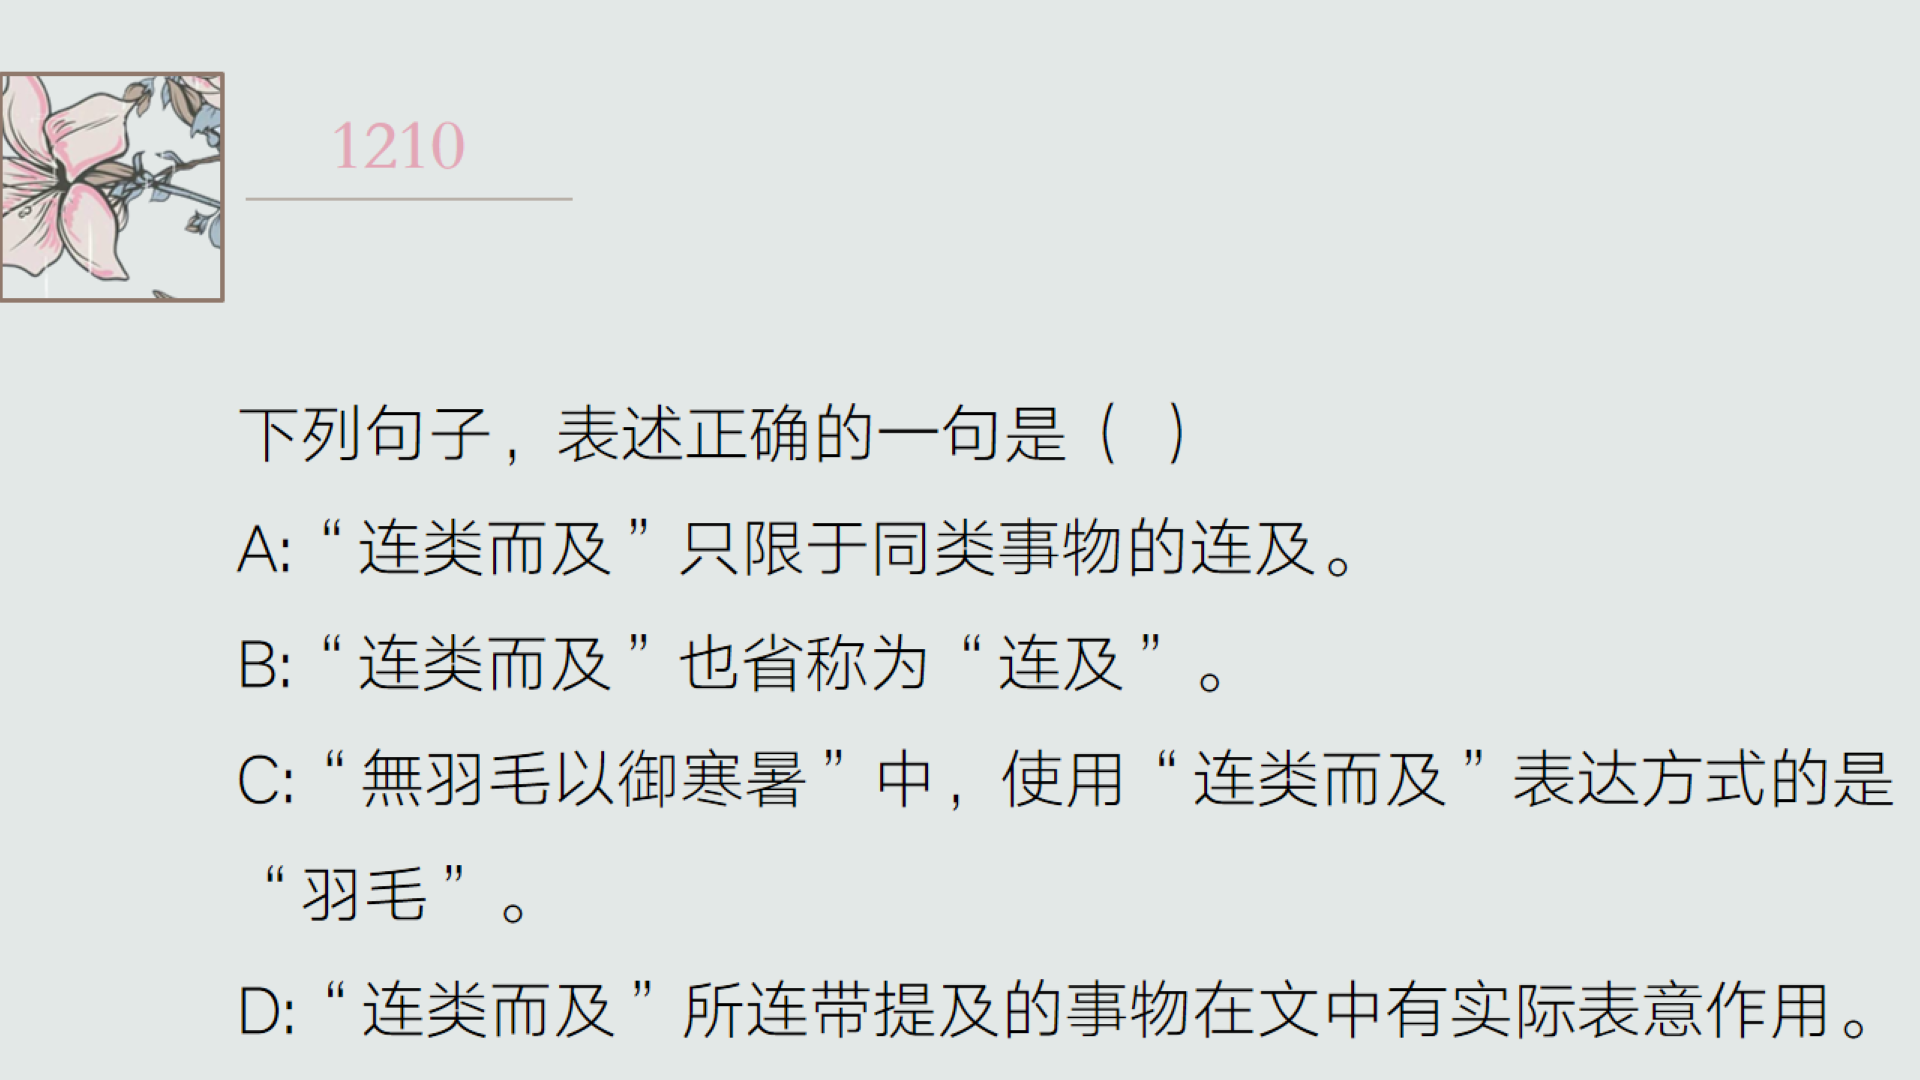 1210
下列句子，表述正确的一句是（ ）
A:“连类而及”只限于同类事物的连及。
B:“连类而及”也省称为“连及”。
C:“無羽毛以御寒暑”中，使用“连类而及”表达方式的是
“羽毛”。
D:“连类而及”所连带提及的事物在文中有实际表意作用。